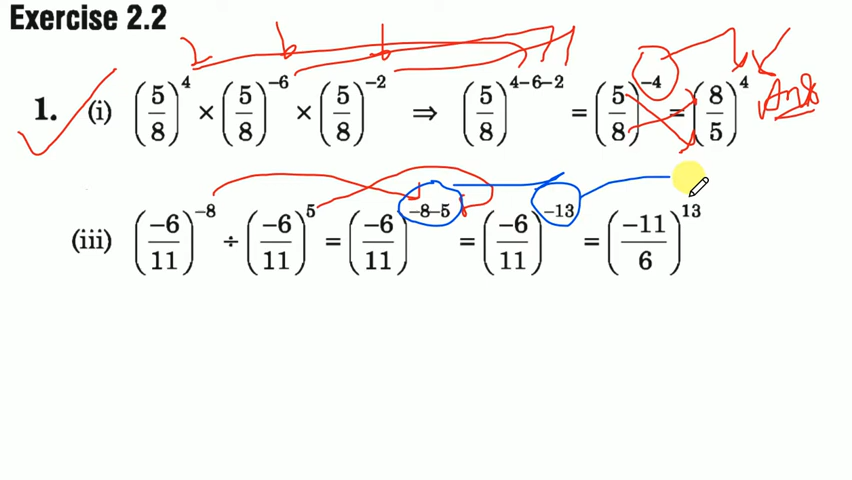 Exercise 2.2
1. (i) (5/8)^4 × (5/8)^-6 × (5/8)^-2 ⇒ (5/8)^4-6-2 = (5/8)^-4 = (8/5)^4 Ans
(iii) (-6/11)^-8 ÷ (-6/11)^5 = (-6/11)^-8-5 = (-6/11)^-13 = (-11/6)^13